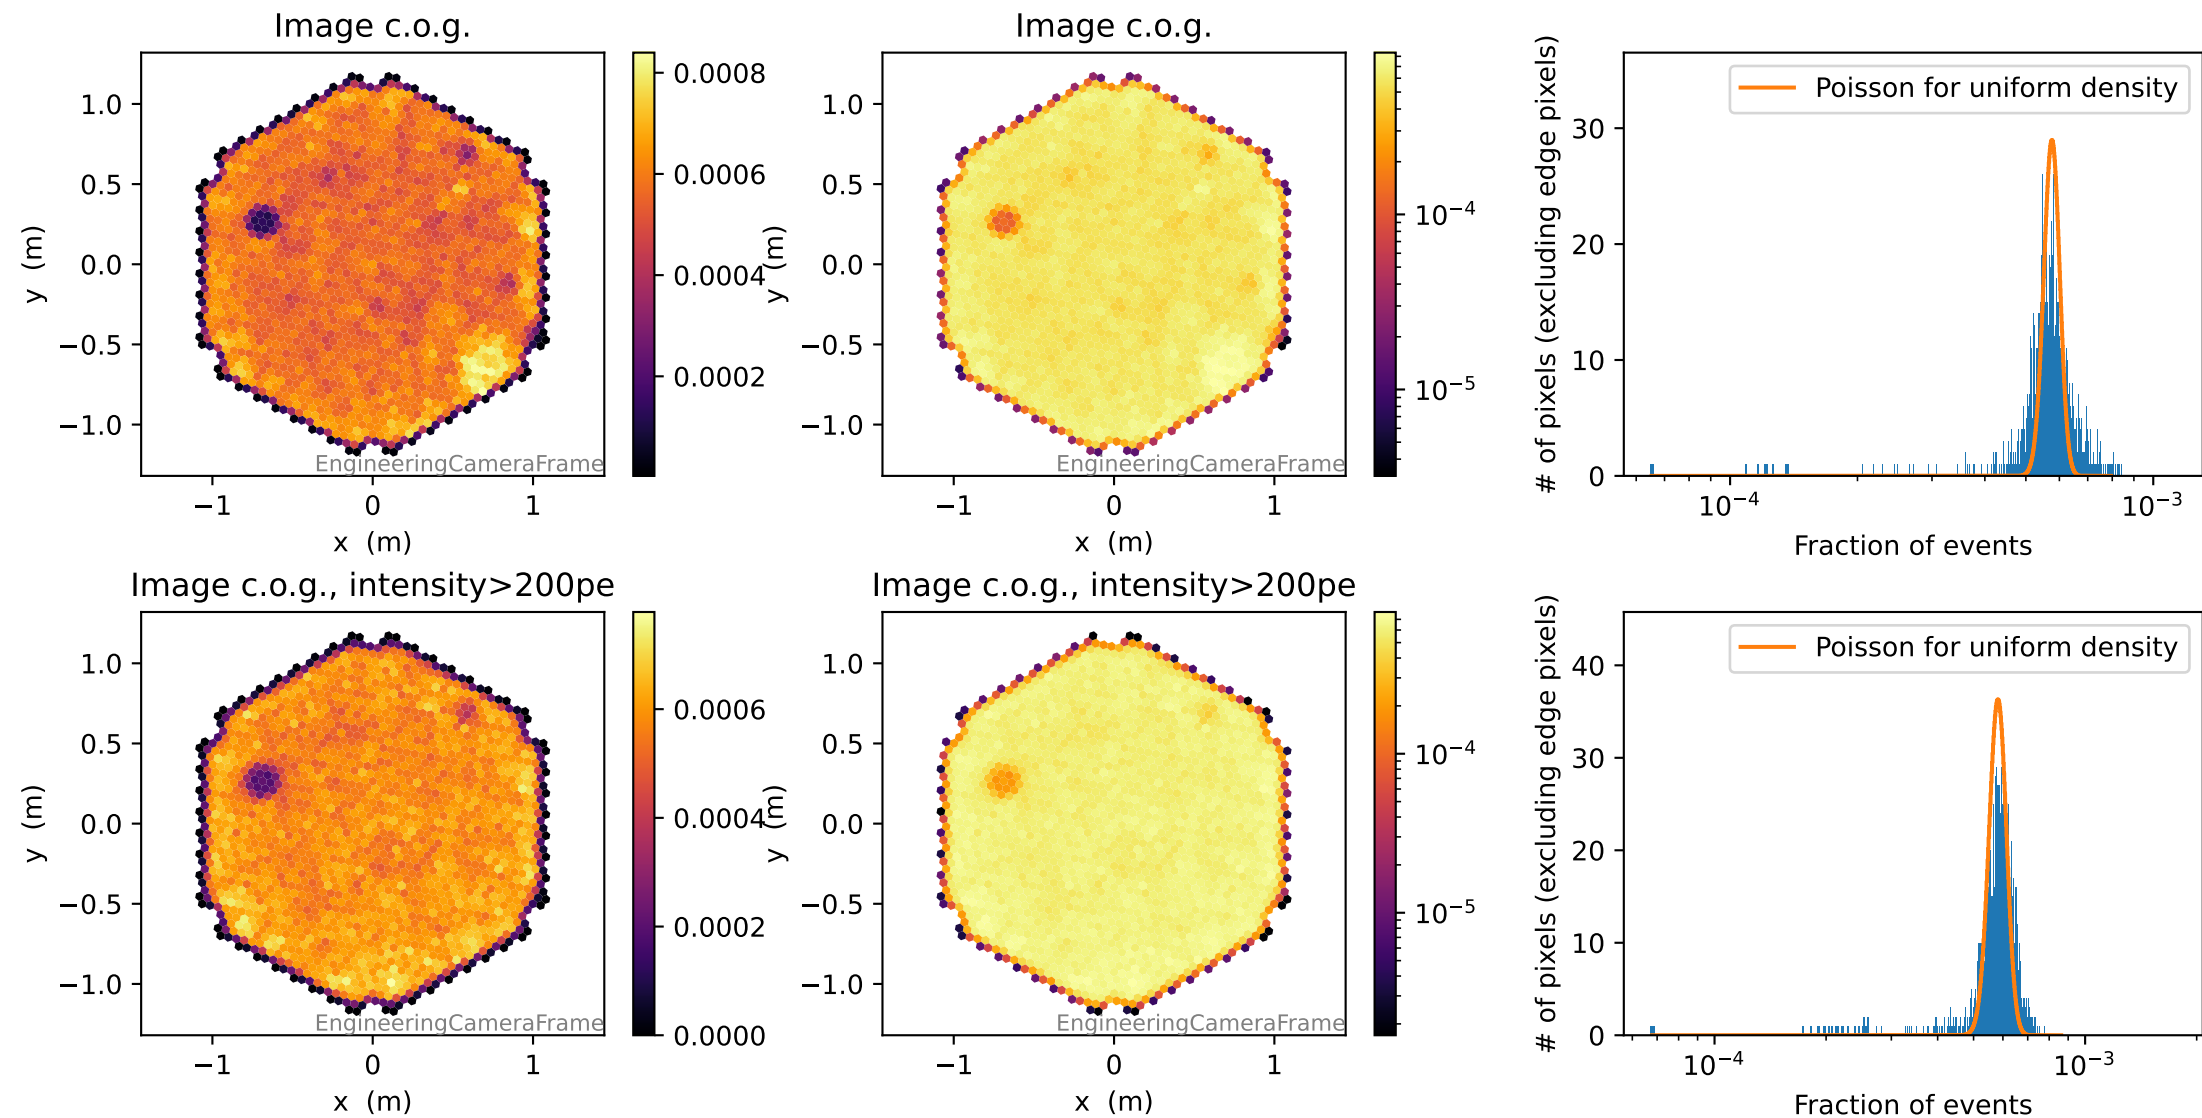 Image c.o.g.
1.0
0.5
0.0
−0.5
−1.0
y (m)
EngineeringCameraFrame
−1
0
1
x (m)
0.0008
0.0006
0.0004
0.0002
Image c.o.g.
1.0
0.5
0.0
−0.5
−1.0
y (m)
EngineeringCameraFrame
−1
0
1
x (m)
10⁻⁴
10⁻⁵
Poisson for uniform density
30
20
10
0
# of pixels (excluding edge pixels)
10⁻⁴
10⁻³
Fraction of events
Image c.o.g., intensity>200pe
1.0
0.5
0.0
−0.5
−1.0
y (m)
EngineeringCameraFrame
−1
0
1
x (m)
0.0006
0.0004
0.0002
0.0000
Image c.o.g., intensity>200pe
1.0
0.5
0.0
−0.5
−1.0
y (m)
EngineeringCameraFrame
−1
0
1
x (m)
10⁻⁴
10⁻⁵
Poisson for uniform density
40
30
20
10
0
# of pixels (excluding edge pixels)
10⁻⁴
10⁻³
Fraction of events